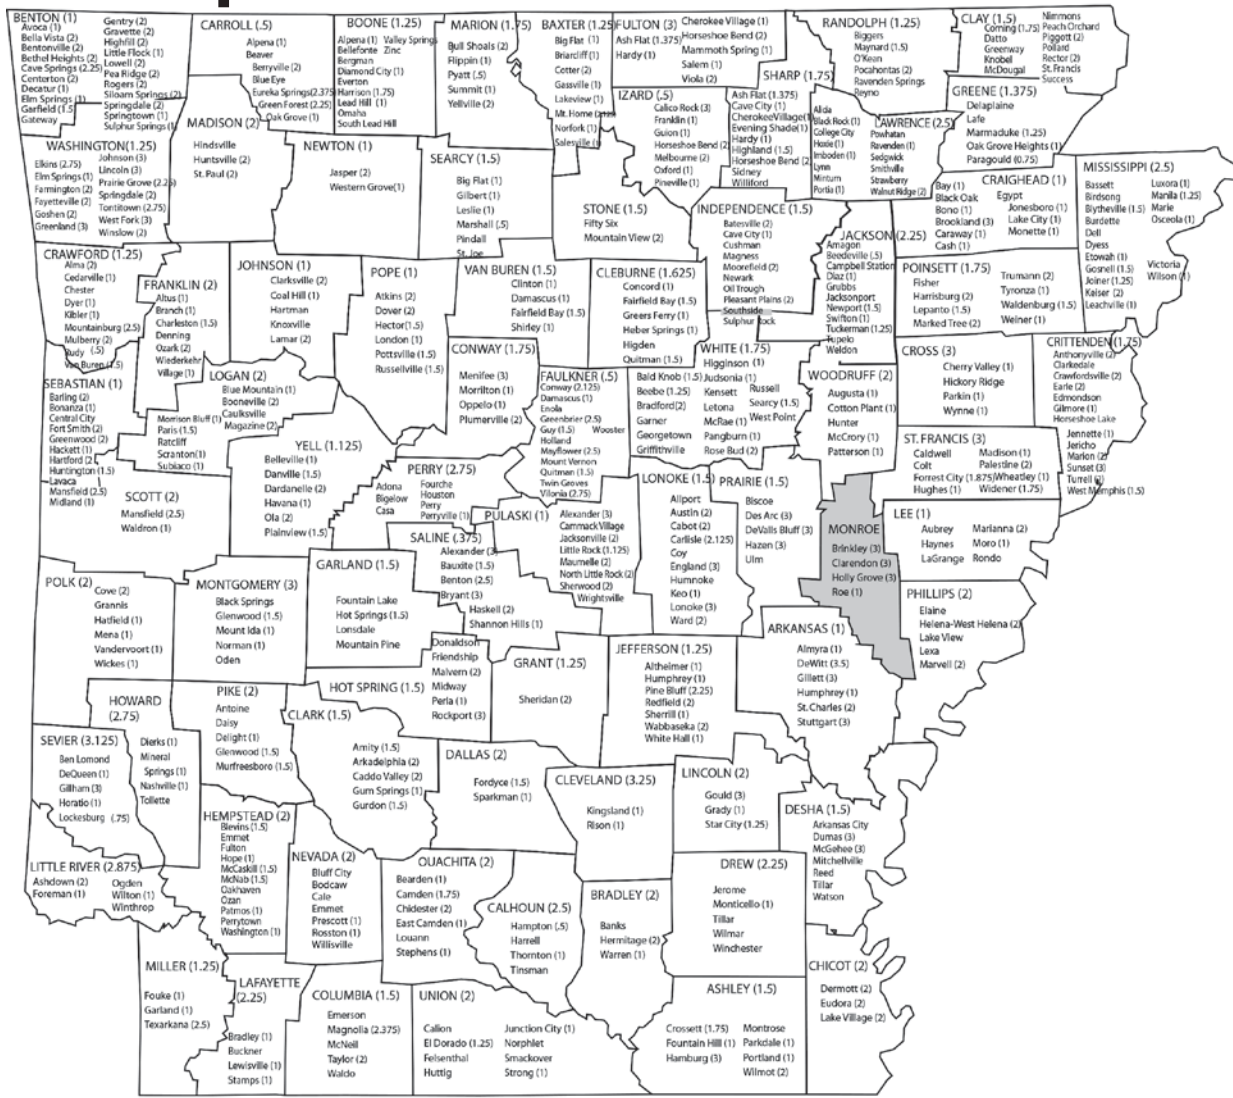 BENTON (1)
Avoca (1)
Bella Vista (2)
Bentonville (2)
Bethel Heights (2)
Cave Springs (2.25)
Centerton (2)
Decatur (1)
Elm Springs (1)
Garfield (1.5)
Gateway
Gentry (2)
Gravette (2)
Highfill (2)
Little Flock (1)
Lowell (2)
Pea Ridge (2)
Rogers (2)
Siloam Springs (2)
Springdale (2)
Springtown (1)
Sulphur Springs (1)
CARROLL (.5)
Alpena (1)
Beaver
Berryville (2)
Blue Eye
Eureka Springs(2.375)
Green Forest (2.25)
Oak Grove (1)
BOONE (1.25)
Alpena (1) Valley Springs
Bellefonte Zinc
Bergman
Diamond City (1)
Everton
Harrison (1.75)
Lead Hill (1)
Omaha
South Lead Hill
MARION (1.75)
Bull Shoals (2)
Flippin (1)
Pyatt (.5)
Summit (1)
Yellville (2)
BAXTER (1.25)
Big Flat (1)
Briarcliff (1)
Cotter (2)
Gassville (1)
Lakeview (1)
Mt. Home
Norfork (1)
Salesville
FULTON (3)
Ash Flat (1.375)
Hardy (1)
Cherokee Village (1)
Horseshoe Bend (2)
Mammoth Spring (1)
Salem (1)
Viola (2)
SHARP (1.75)
Ash Flat (1.375)
Cave City (1)
CherokeeVillage(1)
Evening Shade(1)
Hardy (1)
Highland (1.5)
Horseshoe Bend (2)
Sidney
Williford
RANDOLPH (1.25)
Biggers
Maynard (1.5)
O'Kean
Pocahontas (2)
Ravenden Springs
Reyno
CLAY (1.5)
Corning (1.75)
Datto
Greenway
Knobel
McDougal
Nimmons
Peach Orchard
Piggott (2)
Pollard
Rector (2)
St. Francis
Success
GREENE (1.375)
Delaplaine
Lafe
Marmaduke (1.25)
Oak Grove Heights (1)
Paragould (0.75)
IZARD (.5)
Calico Rock (3)
Franklin (1)
Guion (1)
Horseshoe Bend (2)
Melbourne (2)
Oxford (1)
Pineville (1)
LAWRENCE (2.5)
Alida
Black Rock (1)
College City
Hoxie (1)
Imboden (1)
Lynn
Minturn
Portia (1)
Powhatan
Ravenden (1)
Sedgwick
Smithville
Strawberry
Walnut Ridge (2)
MADISON (2)
Hindsville
Huntsville (2)
St. Paul (2)
NEWTON (1)
Jasper (2)
Western Grove(1)
SEARCY (1.5)
Big Flat (1)
Gilbert (1)
Leslie (1)
Marshall (.5)
Pindall
St. Joe
WASHINGTON(1.25)
Elkins (2.75)
Elm Springs (1)
Farmington (2)
Fayetteville (2)
Goshen (2)
Greenland (3)
Johnson (3)
Lincoln (3)
Prairie Grove (2.25)
Springdale (2)
Tontitown (2.75)
West Fork (3)
Winslow (2)
STONE (1.5)
Fifty Six
Mountain View (2)
INDEPENDENCE (1.5)
Batesville (2)
Cave City (1)
Cushman
Magness
Moorefield (2)
Newark
Oil Trough
Pleasant Plains (2)
Southside
Sulphur Rock
JACKSON (2.25)
Amagon
Beedeville (.5)
Campbell Station
Diaz (1)
Grubbs
Jacksonport
Newport (1.5)
Swifton (1)
Tuckerman (1.25)
Tupelo
Weldon
CRAIGHEAD (1)
Bay (1)
Black Oak
Bono (1)
Brookland (3)
Caraway (1)
Cash (1)
Egypt
Jonesboro (1)
Lake City (1)
Monette (1)
MISSISSIPPI (2.5)
Bassett
Birdsong
Blytheville (1.5)
Burdette
Dell
Dyess
Etowah (1)
Gosnell (1.5)
Joiner (1.25)
Keiser (2)
Leachville (1)
Luxora (1)
Manila (1.25)
Marie
Osceola (1)
Victoria
Wilson (1)
POINSETT (1.75)
Fisher
Harrisburg (2)
Lepanto (1.5)
Marked Tree (2)
Trumann (2)
Tyronza (1)
Waldenburg (1.5)
Weiner (1)
CRAWFORD (1.25)
Alma (2)
Cedarville (1)
Chester
Dyer (1)
Kibler (1)
Mountainburg (2.5)
Mulberry (2)
Rudy (.5)
Van Buren (1.5)
FRANKLIN (2)
Altus (1)
Branch (1)
Charleston (1.5)
Denning
Ozark (2)
Wiederkehr
Village (1)
JOHNSON (1)
Clarksville (2)
Coal Hill (1)
Hartman
Knoxville
Lamar (2)
POPE (1)
Atkins (2)
Dover (2)
Hector(1.5)
London (1)
Pottsville (1.5)
Russellville (1.5)
VAN BUREN (1.5)
Clinton (1)
Damascus (1)
Fairfield Bay (1.5)
Shirley (1)
CLEBURNE (1.625)
Concord (1)
Fairfield Bay (1.5)
Greers Ferry (1)
Heber Springs (1)
Higden
Quitman (1.5)
CONWAY (1.75)
Menifee (3)
Morrilton (1)
Oppelo (1)
Plumerville (2)
FAULKNER (.5)
Conway (2.125)
Damascus (1)
Enola
Greenbrier (2.5)
Guy (1.5) Wooster
Holland
Mayflower (2.5)
Mount Vernon
Quitman (1.5)
Twin Groves
Vilonia (2.75)
WHITE (1.75)
Bald Knob (1.5)
Beebe (1.25)
Bradford(2)
Garner
Georgetown
Griffithville
Higginson (1)
Judsonia (1)
Kensett
Letona
McRae (1)
Pangburn (1)
Rose Bud (2)
Russell
Searcy (1.5)
West Point
WOODRUFF (2)
Augusta (1)
Cotton Plant (1)
Hunter
McCrory (1)
Patterson (1)
CROSS (3)
Cherry Valley (1)
Hickory Ridge
Parkin (1)
Wynne (1)
CRITTENDEN (1.75)
Anthonyville (2)
Clarkedale
Crawfordsville (2)
Earle (2)
Edmondson
Gilmore (1)
Horseshoe Lake
Jennette (1)
Jericho
Marion (2)
Sunset (3)
Turrell
West Memphis (1.5)
ST. FRANCIS (3)
Caldwell
Colt
Forrest City (1.875)
Hughes (1)
Madison (1)
Palestine (2)
Wheatley (1)
Widener (1.75)
SEBASTIAN (1)
Barling (2)
Bonanza (1)
Central City
Fort Smith (2)
Greenwood (2)
Hackett (1)
Hartford (2)
Huntington (1.5)
Lavaca
Mansfield (2.5)
Midland (1)
LOGAN (2)
Blue Mountain (1)
Booneville (2)
Caulksville
Magazine (2)
Morrison Bluff (1)
Paris (1.5)
Ratcliff
Scranton(1)
Subiaco (1)
YELL (1.125)
Belleville (1)
Danville (1.5)
Dardanelle (2)
Havana (1)
Ola (2)
Plainview (1.5)
SCOTT (2)
Mansfield (2.5)
Waldron (1)
PERRY (2.75)
Adona
Bigelow
Casa
Fourche
Houston
Perry
Perryville (1)
PULASKI (1)
Alexander (3)
Cammack Village
Jacksonville (2)
Little Rock (1.125)
Maumelle (2)
North Little Rock (2)
Sherwood (2)
Wrightsville
LONOKE (1.5)
Allport
Austin (2)
Cabot (2)
Carlisle (2.125)
Coy
England (3)
Humnoke
Keo (1)
Lonoke (3)
Ward (2)
PRAIRIE (1.5)
Biscoe
Des Arc (3)
DeValls Bluff (3)
Hazen (3)
Ulm
MONROE
Brinkley (3)
Clarendon (3)
Holly Grove (3)
Roe (1)
LEE (1)
Aubrey
Haynes
LaGrange
Marianna (2)
Moro (1)
Rondo
PHILLIPS (2)
Elaine
Helena-West Helena (2)
Lake View
Lexa
Marvell (2)
SALINE (.375)
Alexander (3)
Bauxite (1.5)
Benton (2.5)
Bryant (3)
Haskell (2)
Shannon Hills (1)
GARLAND (1.5)
Fountain Lake
Hot Springs (1.5)
Lonsdale
Mountain Pine
POLK (2)
Cove (2)
Grannis
Hatfield (1)
Mena (1)
Vandervoort (1)
Wickes (1)
MONTGOMERY (3)
Black Springs
Glenwood (1.5)
Mount Ida (1)
Norman (1)
Oden
HOT SPRING (1.5)
Donaldson
Friendship
Malvern (2)
Midway
Perla (1)
Rockport (3)
GRANT (1.25)
Sheridan (2)
JEFFERSON (1.25)
Altheimer (1)
Humphrey (1)
Pine Bluff (2.25)
Redfield (2)
Sherrill (1)
Wabbaseka (2)
White Hall (1)
ARKANSAS (1)
Almyra (1)
DeWitt (3.5)
Gillett (3)
Humphrey (1)
St. Charles (2)
Stuttgart (3)
HOWARD
(2.75)
Dierks (1)
Mineral
Springs (1)
Nashville (1)
Tollette
PIKE (2)
Antoine
Daisy
Delight (1)
Glenwood (1.5)
Murfreesboro (1.5)
CLARK (1.5)
Amity (1.5)
Arkadelphia (2)
Caddo Valley (2)
Gum Springs (1)
Gurdon (1.5)
DALLAS (2)
Fordyce (1.5)
Sparkman (1)
CLEVELAND (3.25)
Kingsland (1)
Rison (1)
LINCOLN (2)
Gould (3)
Grady (1)
Star City (1.25)
DESHA (1.5)
Arkansas City
Dumas (3)
McGehee (3)
Mitchellville
Reed
Tillar
Watson
SEVIER (3.125)
Ben Lomond
DeQueen (1)
Gillham (3)
Horatio (1)
Lockesburg (.75)
LITTLE RIVER (2.875)
Ashdown (2)
Foreman (1)
Ogden
Wilton (1)
Winthrop
HEMPSTEAD (2)
Blevins (1.5)
Emmet
Fulton
Hope (1)
McCaskill (1.5)
McNab (1.5)
Oakhaven
Ozan
Patmos (1)
Perrytown
Washington (1)
NEVADA (2)
Bluff City
Bodcaw
Cale
Emmet
Prescott (1)
Rosston (1)
Willisville
OUACHITA (2)
Bearden (1)
Camden (1.75)
Chidester (2)
East Camden (1)
Louann
Stephens (1)
CALHOUN (2.5)
Hampton (.5)
Harrell
Thornton (1)
Tinsman
BRADLEY (2)
Banks
Hermitage (2)
Warren (1)
DREW (2.25)
Jerome
Monticello (1)
Tillar
Wilmar
Winchester
MILLER (1.25)
Fouke (1)
Garland (1)
Texarkana (2.5)
LAFAYETTE
(2.25)
Bradley (1)
Buckner
Lewisville (1)
Stamps (1)
COLUMBIA (1.5)
Emerson
Magnolia (2.375)
McNeil
Taylor (2)
Waldo
UNION (2)
Calion
El Dorado (1.25)
Felsenthal
Huttig
Junction City (1)
Norphlet
Smackover
Strong (1)
ASHLEY (1.5)
Crossett (1.75)
Fountain Hill (1)
Hamburg (3)
Montrose
Parkdale (1)
Portland (1)
Wilmot (2)
CHICOT (2)
Dermott (2)
Eudora (2)
Lake Village (2)